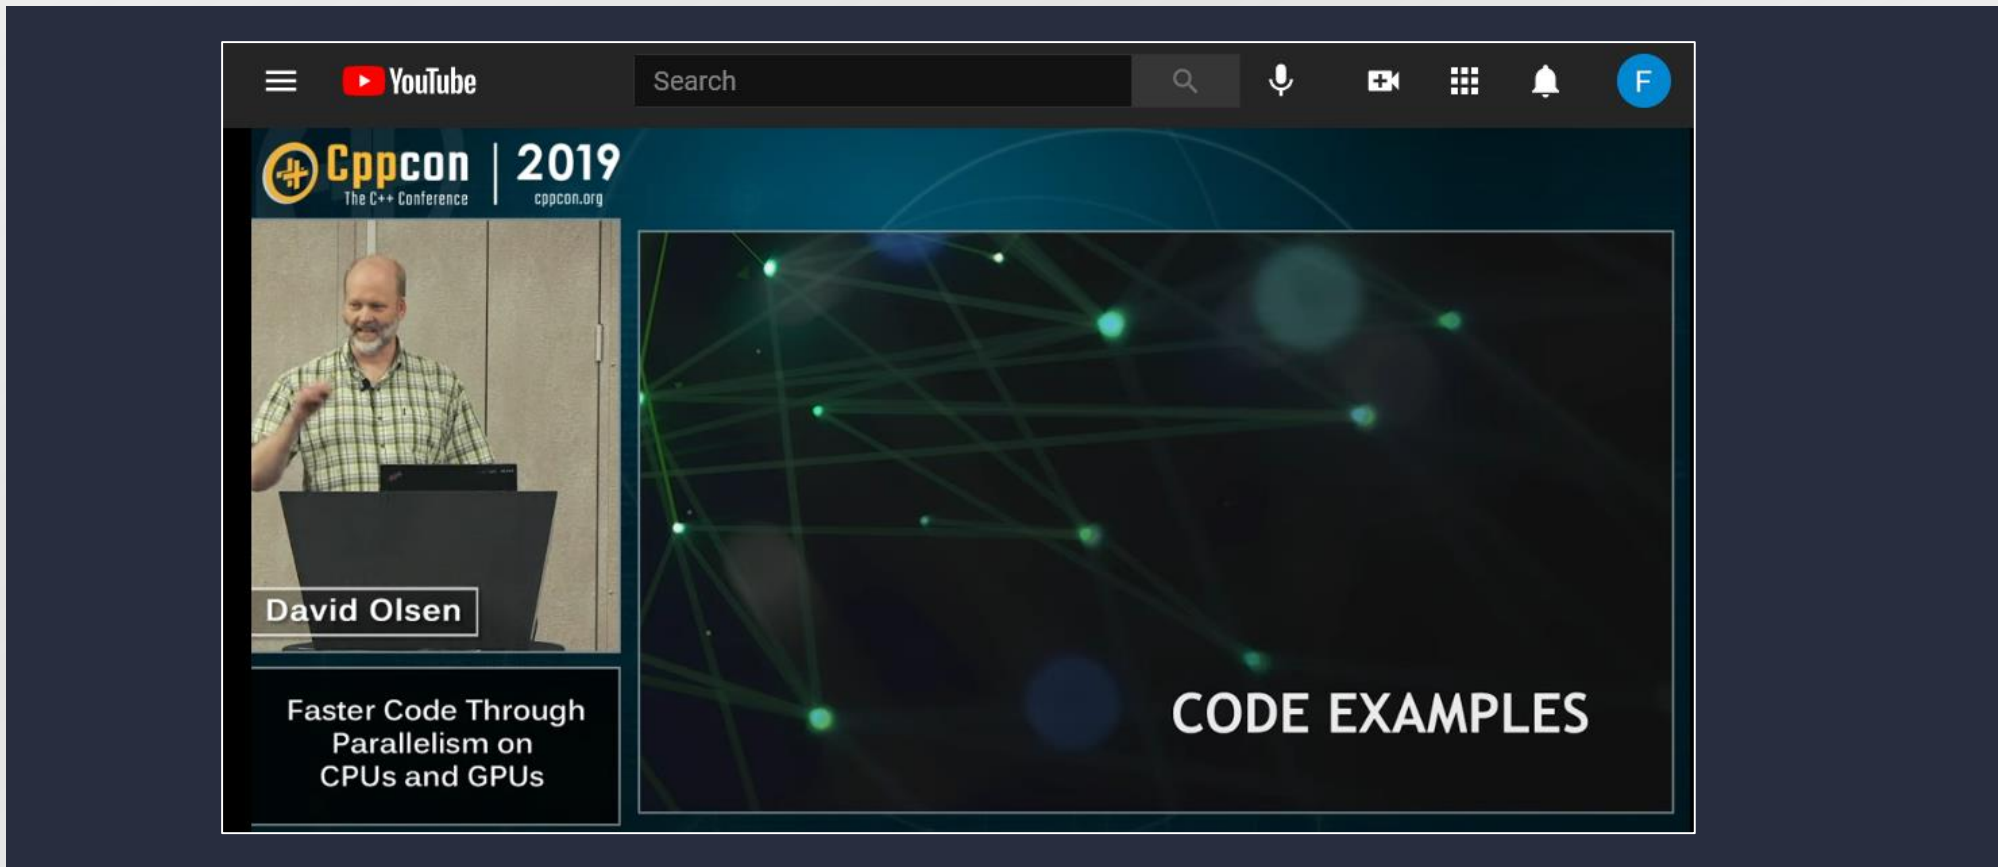 YouTube
Search
F
Cppcon
The C++ Conference
2019
cppcon.org
David Olsen
Faster Code Through
Parallelism on
CPUs and GPUs
CODE EXAMPLES